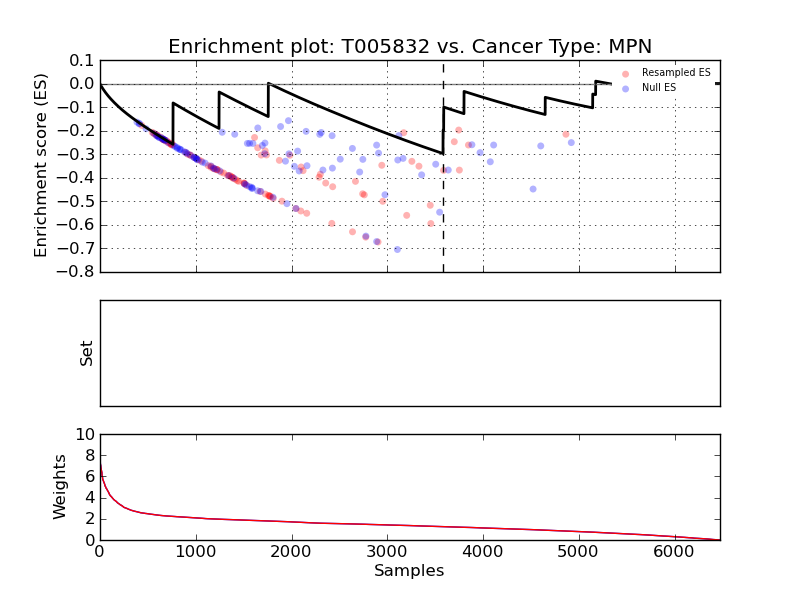 Enrichment plot: T005832 vs. Cancer Type: MPN
0.1
0.0
−0.1
−0.2
−0.3
−0.4
−0.5
−0.6
−0.7
−0.8
Enrichment score (ES)
Resampled ES
Null ES
Set
10
8
6
4
2
0
Weights
0 1000 2000 3000 4000 5000 6000
Samples